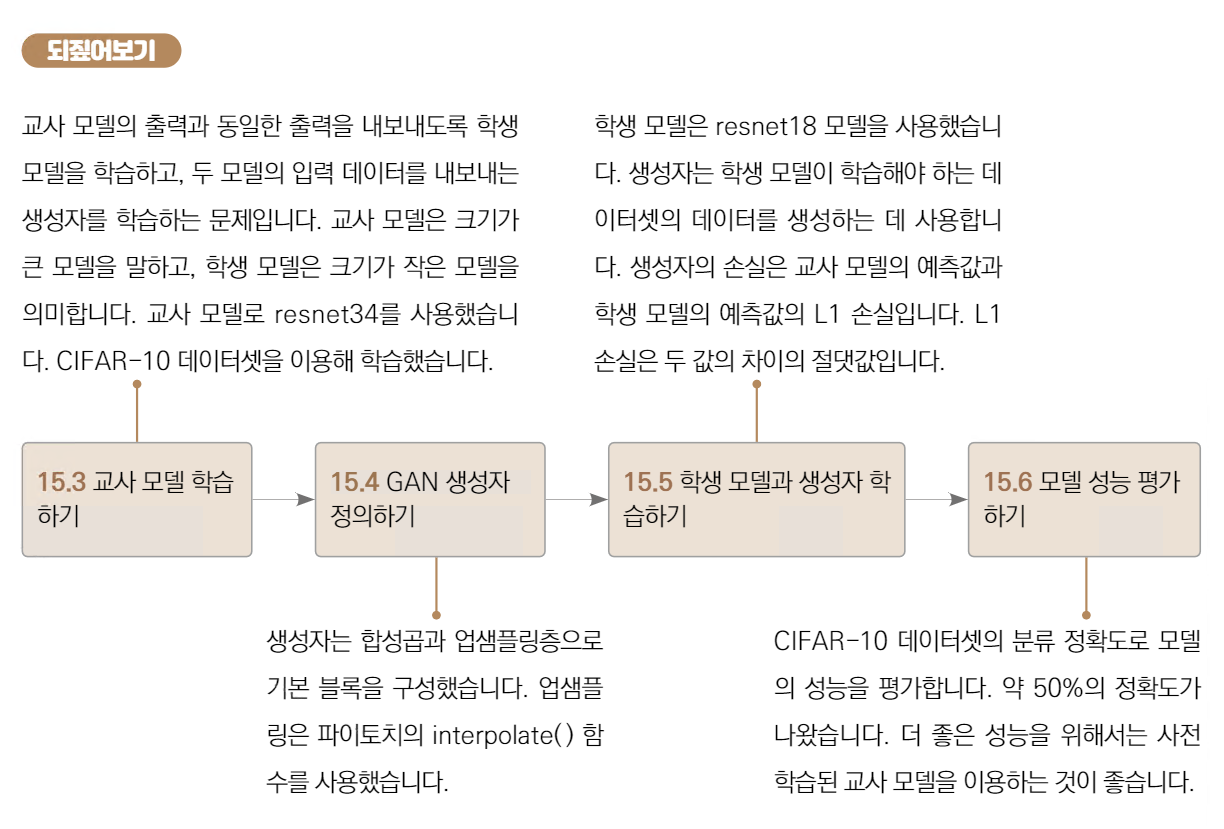 되짚어보기
교사 모델의 출력과 동일한 출력을 내보내도록 학생
모델을 학습하고, 두 모델의 입력 데이터를 내보내는
생성자를 학습하는 문제입니다. 교사 모델은 크기가
큰 모델을 말하고, 학생 모델은 크기가 작은 모델을
의미합니다. 교사 모델로 resnet34를 사용했습니
다. CIFAR-10 데이터셋을 이용해 학습했습니다.
학생 모델은 resnet18 모델을 사용했습니
다. 생성자는 학생 모델이 학습해야 하는 데
이터셋의 데이터를 생성하는 데 사용합니
다. 생성자의 손실은 교사 모델의 예측값과
학생 모델의 예측값의 L1 손실입니다. L1
손실은 두 값의 차이의 절댓값입니다.
15.3 교사 모델 학습
하기
15.4 GAN 생성자
정의하기
15.5 학생 모델과 생성자 학
습하기
15.6 모델 성능 평가
하기
생성자는 합성곱과 업샘플링층으로
기본 블록을 구성했습니다. 업샘플
링은 파이토치의 interpolate( ) 함
수를 사용했습니다.
CIFAR-10 데이터셋의 분류 정확도로 모델
의 성능을 평가합니다. 약 50%의 정확도가
나왔습니다. 더 좋은 성능을 위해서는 사전
학습된 교사 모델을 이용하는 것이 좋습니다.